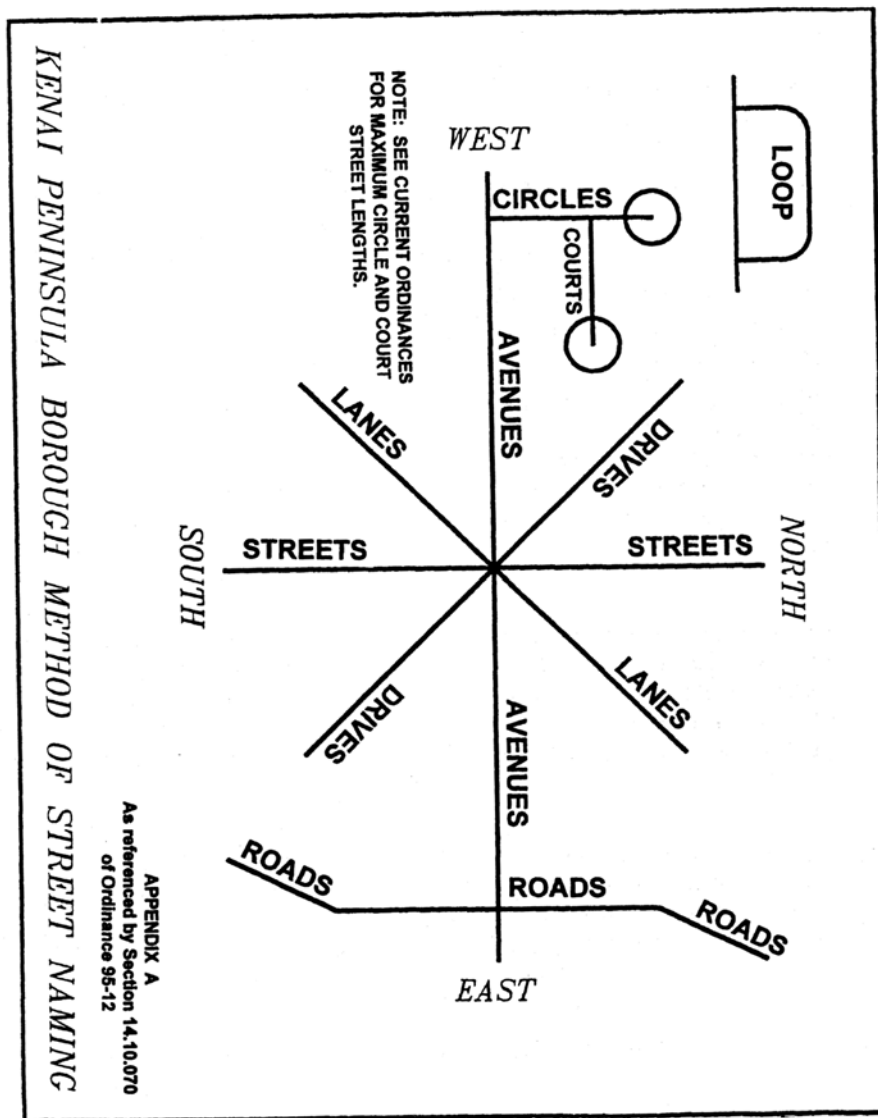 LOOP
NORTH
WEST
CIRCLES
COURTS
NOTE: SEE CURRENT ORDINANCES
FOR MAXIMUM CIRCLE AND COURT
STREET LENGTHS.
AVENUES
DRIVES
LANES
STREETS
STREETS
SOUTH
LANES
DRIVES
AVENUES
ROADS
ROADS
ROADS
EAST
APPENDIX A
As referenced by Section 14.10.070
of Ordinance 95-12
KENAI PENINSULA BOROUGH METHOD OF STREET NAMING